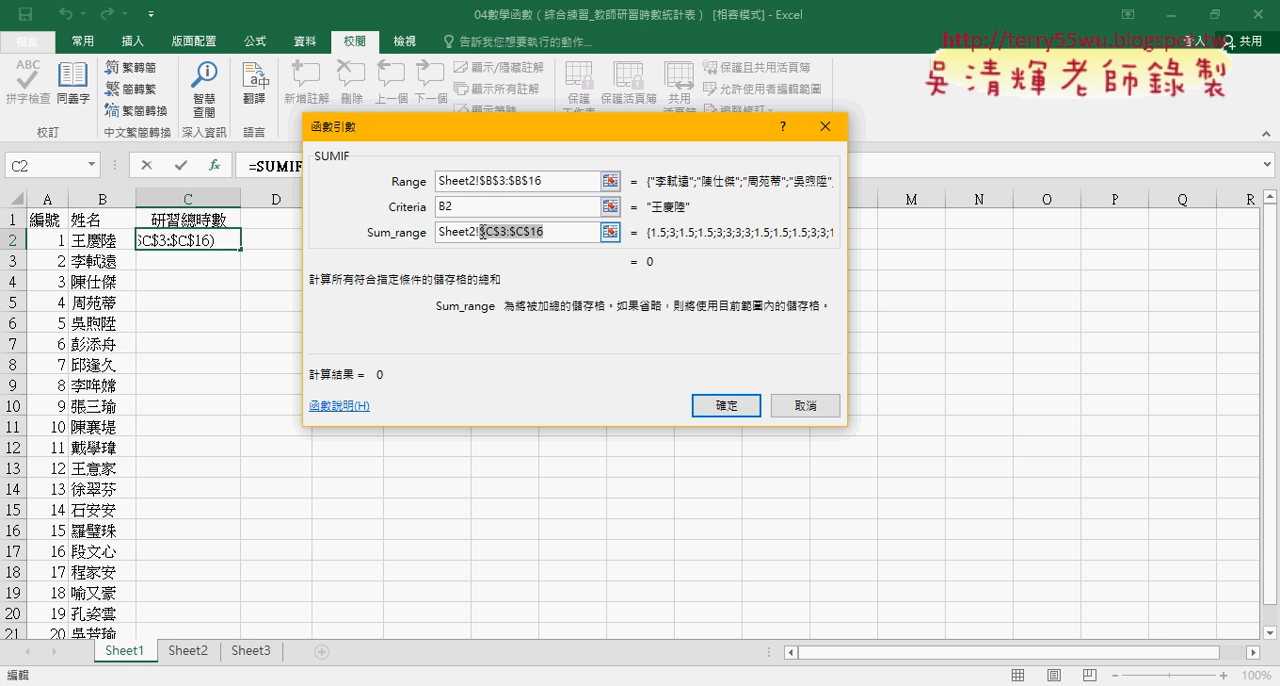 04數學函數（綜合練習_教師研習時數統計表） [相容模式] - Excel
檔案 常用 插入 版面配置 公式 資料 校閱 檢視 告訴我您想要執行的動作... 登入 共用
http://terry55wu.blogspot.tw
吳清輝老師錄製
ABC 繁轉簡 顯示/隱藏註解 保護且共用活頁簿
簡轉繁 顯示所有註解 允許使用者編輯範圍
拼字檢查 同義字 繁簡轉換 智慧查閱 翻譯 新增註解 刪除 上一個 下一個 顯示筆跡 保護工作表 保護活頁簿 共用活頁簿 追蹤修訂
校訂 中文繁簡轉換 深入資訊 語言
C2 fx =SUMIF
函數引數 ?
SUMIF
Range Sheet2!$B$3:$B$16 = {"李軾遠";"陳仕傑";"周苑蒂";"吳煦陞";
Criteria B2 = "王慶陸"
Sum_range Sheet2!$C$3:$C$16 = {1.5;3;1.5;1.5;3;3;3;3;1.5;1.5;1.5;3;3;1
= 0
計算所有符合指定條件的儲存格的總和
Sum_range 為將被加總的儲存格。如果省略，則將使用目前範圍內的儲存格。
計算結果 = 0
函數說明(H) 確定 取消
A B C D M N O P Q R
1 編號 姓名 研習總時數
2 1 王慶陸 $C$3:$C$16)
3 2 李軾遠
4 3 陳仕傑
5 4 周苑蒂
6 5 吳煦陞
7 6 彭添舟
8 7 邱逢久
9 8 李哖嫦
10 9 張三瑜
11 10 陳襄堤
12 11 戴學瑋
13 12 王意家
14 13 徐翠芬
15 14 石安安
16 15 羅璧珠
17 16 段文心
18 17 程家安
19 18 喻又豪
20 19 孔姿雲
21 20 吳芳瑜
Sheet1 Sheet2 Sheet3
編輯 100%